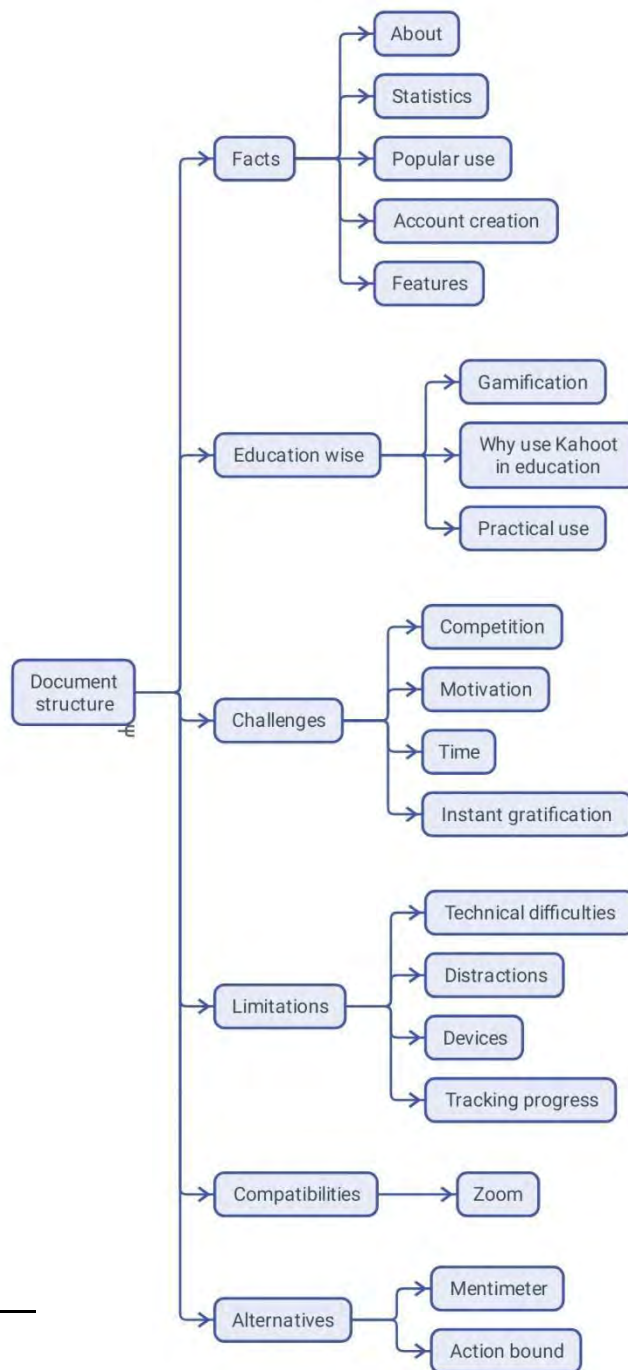 Document
structure
Facts
About
Statistics
Popular use
Account creation
Features
Education wise
Gamification
Why use Kahoot
in education
Practical use
Challenges
Competition
Motivation
Time
Instant gratification
Limitations
Technical difficulties
Distractions
Devices
Tracking progress
Compatibilities
Zoom
Alternatives
Mentimeter
Action bound